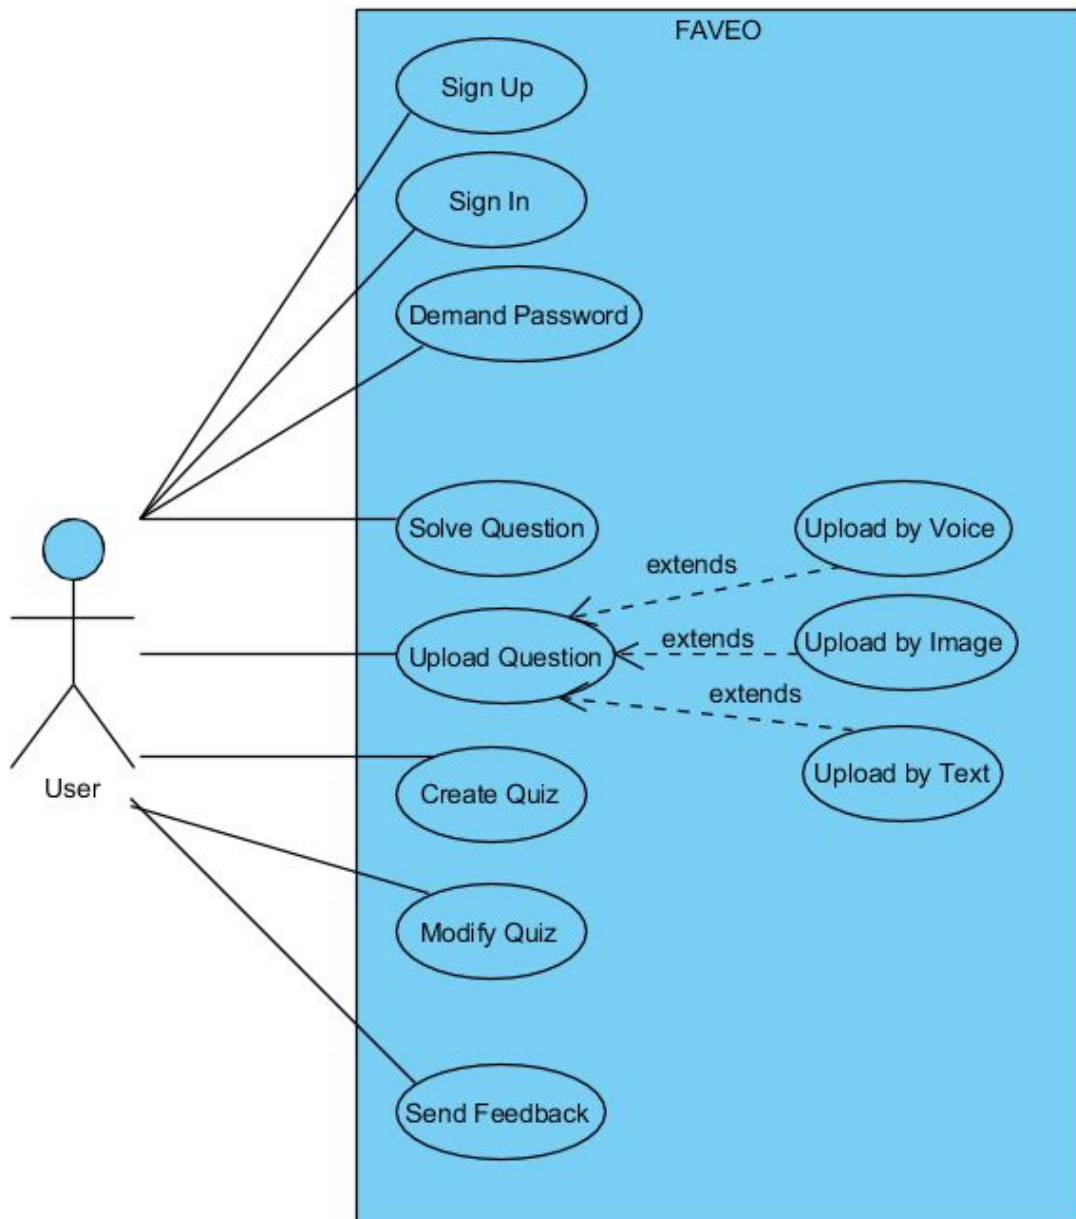 FAVEO
Sign Up
Sign In
Demand Password
Solve Question
Upload by Voice
extends
Upload Question
extends
Upload by Image
extends
Upload by Text
User
Create Quiz
Modify Quiz
Send Feedback